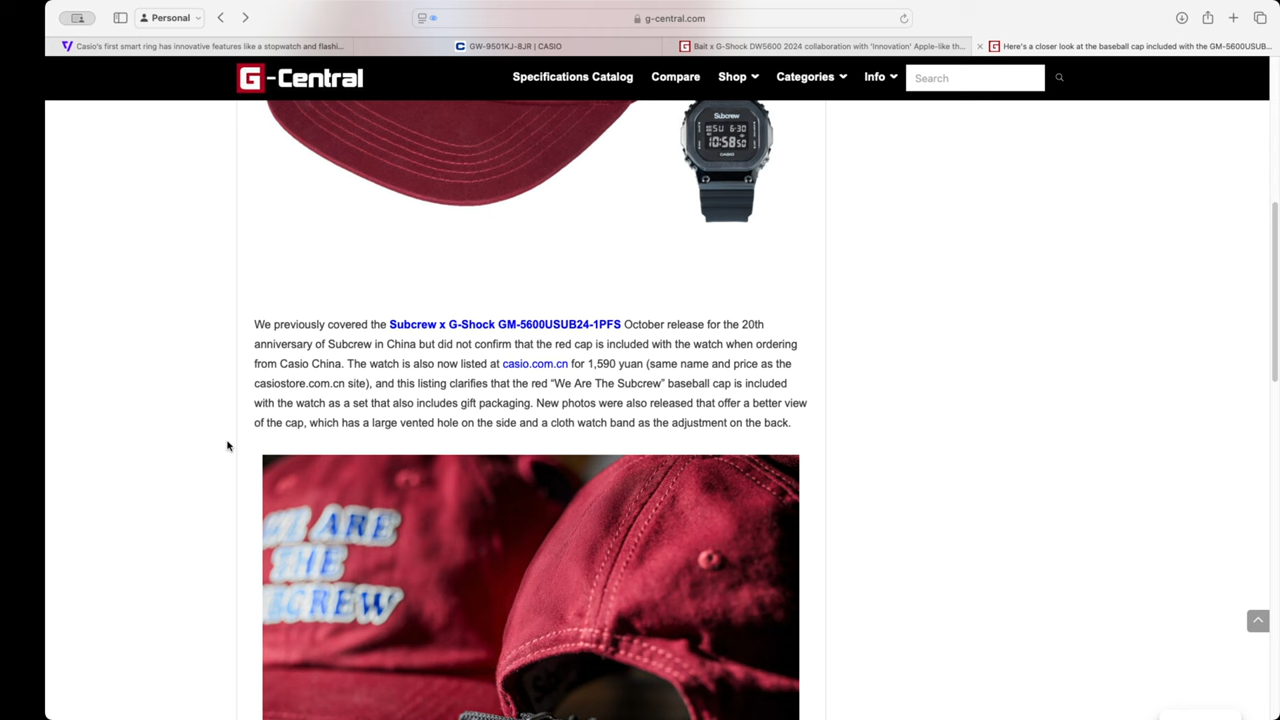 Personal
g-central.com
Casio's first smart ring has innovative features like a stopwatch and flashi...
GW-9501KJ-8JR | CASIO
Bait x G-Shock DW5600 2024 collaboration with 'Innovation' Apple-like th...
Here's a closer look at the baseball cap included with the GM-5600USUB...
G-Central
Specifications Catalog
Compare
Shop
Categories
Info
Search
Subcrew
SU 6-30
10:58 50
CASIO
We previously covered the Subcrew x G-Shock GM-5600USUB24-1PFS October release for the 20th
anniversary of Subcrew in China but did not confirm that the red cap is included with the watch when ordering
from Casio China. The watch is also now listed at casio.com.cn for 1,590 yuan (same name and price as the
casiostore.com.cn site), and this listing clarifies that the red “We Are The Subcrew” baseball cap is included
with the watch as a set that also includes gift packaging. New photos were also released that offer a better view
of the cap, which has a large vented hole on the side and a cloth watch band as the adjustment on the back.
WE ARE
THE